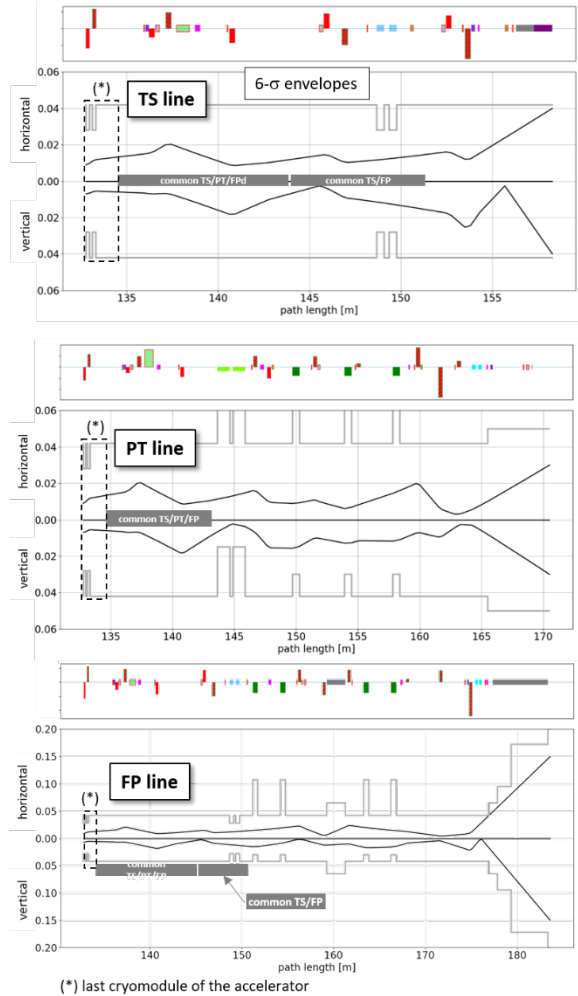 (*)
TS line
6-σ envelopes
0.06
0.04
0.02
0.00
0.02
0.04
0.06
horizontal
vertical
common TS/PT/FPd
common TS/FP
135
140
145
150
155
path length [m]
(*)
PT line
0.06
0.04
0.02
0.00
0.02
0.04
0.06
horizontal
vertical
common TS/PT/FP
135
140
145
150
155
160
165
170
path length [m]
(*)
FP line
0.20
0.15
0.10
0.05
0.00
0.05
0.10
0.15
0.20
horizontal
vertical
common
TS/PT/FP
common TS/FP
140
150
160
170
180
path length [m]
(*) last cryomodule of the accelerator